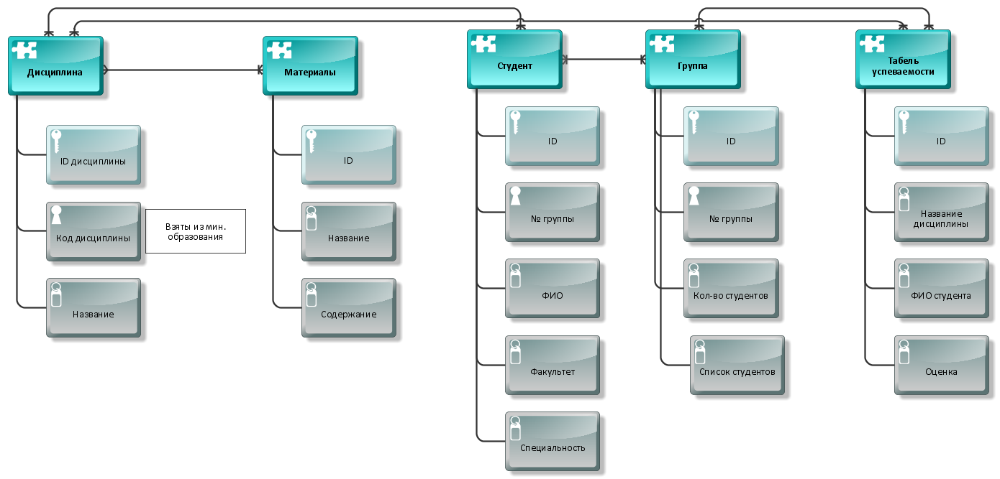 Дисциплина
ID дисциплины
Код дисциплины
Взяты из мин.
образования
Название
Материалы
ID
Название
Содержание
Студент
ID
№ группы
ФИО
Факультет
Специальность
Группа
ID
№ группы
Кол-во студентов
Список студентов
Табель
успеваемости
ID
Название
дисциплины
ФИО студента
Оценка